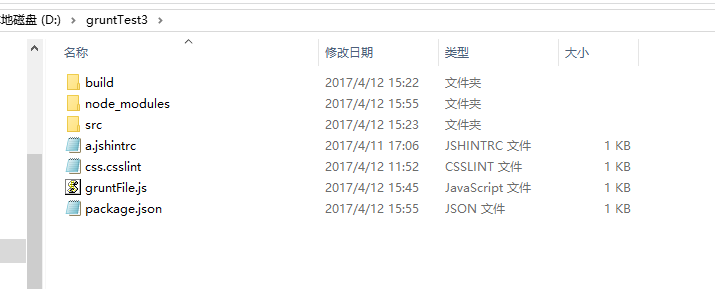 地磁盘 (D:) › gruntTest3 ›
名称 修改日期 类型 大小
build 2017/4/12 15:22 文件夹
node_modules 2017/4/12 15:55 文件夹
src 2017/4/12 15:23 文件夹
a.jshintrc 2017/4/11 17:06 JSHINTRC 文件 1 KB
css.csslint 2017/4/12 11:52 CSSLINT 文件 1 KB
gruntFile.js 2017/4/12 15:45 JavaScript 文件 1 KB
package.json 2017/4/12 15:55 JSON 文件 1 KB